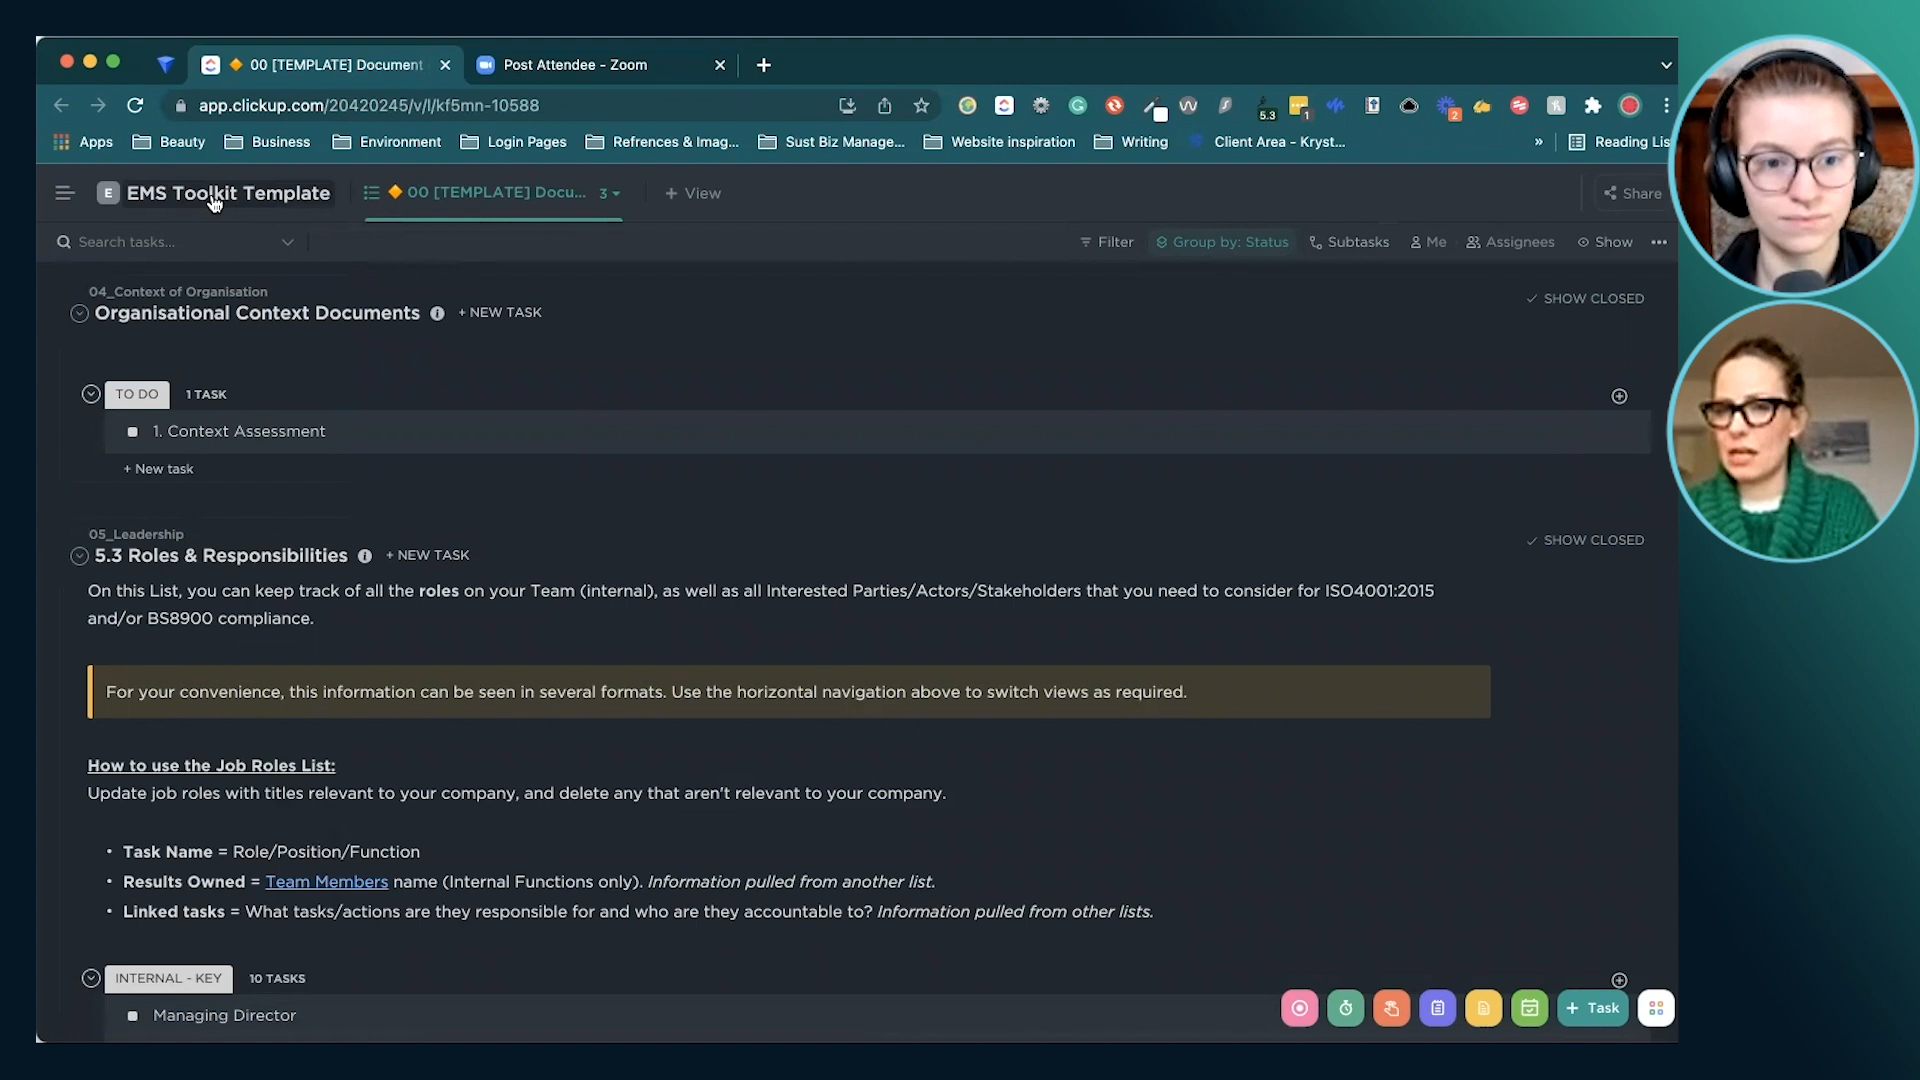 00 [TEMPLATE] Document
Post Attendee - Zoom
app.clickup.com/20420245/v/l/kf5mn-10588
5.3
1
2
Apps
Beauty
Business
Environment
Login Pages
Refrences & Imag...
Sust Biz Manage...
Website inspiration
Writing
Client Area - Kryst...
»
Reading Lis
E
EMS Toolkit Template
00 [TEMPLATE] Docu...
3
+ View
Share
Search tasks...
Filter
Group by: Status
Subtasks
Me
Assignees
Show
04_Context of Organisation
Organisational Context Documents
+ NEW TASK
SHOW CLOSED
TO DO
1 TASK
1. Context Assessment
+ New task
05_Leadership
5.3 Roles & Responsibilities
+ NEW TASK
SHOW CLOSED
On this List, you can keep track of all the roles on your Team (internal), as well as all Interested Parties/Actors/Stakeholders that you need to consider for ISO4001:2015
and/or BS8900 compliance.
For your convenience, this information can be seen in several formats. Use the horizontal navigation above to switch views as required.
How to use the Job Roles List:
Update job roles with titles relevant to your company, and delete any that aren't relevant to your company.
• Task Name = Role/Position/Function
• Results Owned = Team Members name (Internal Functions only). Information pulled from another list.
• Linked tasks = What tasks/actions are they responsible for and who are they accountable to? Information pulled from other lists.
INTERNAL - KEY
10 TASKS
Managing Director
+ Task